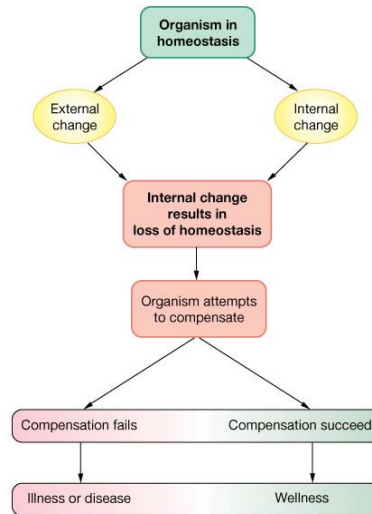 Organism in
homeostasis
External
change
Internal
change
Internal change
results in
loss of homeostasis
Organism attempts
to compensate
Compensation fails
Compensation succeed
Illness or disease
Wellness